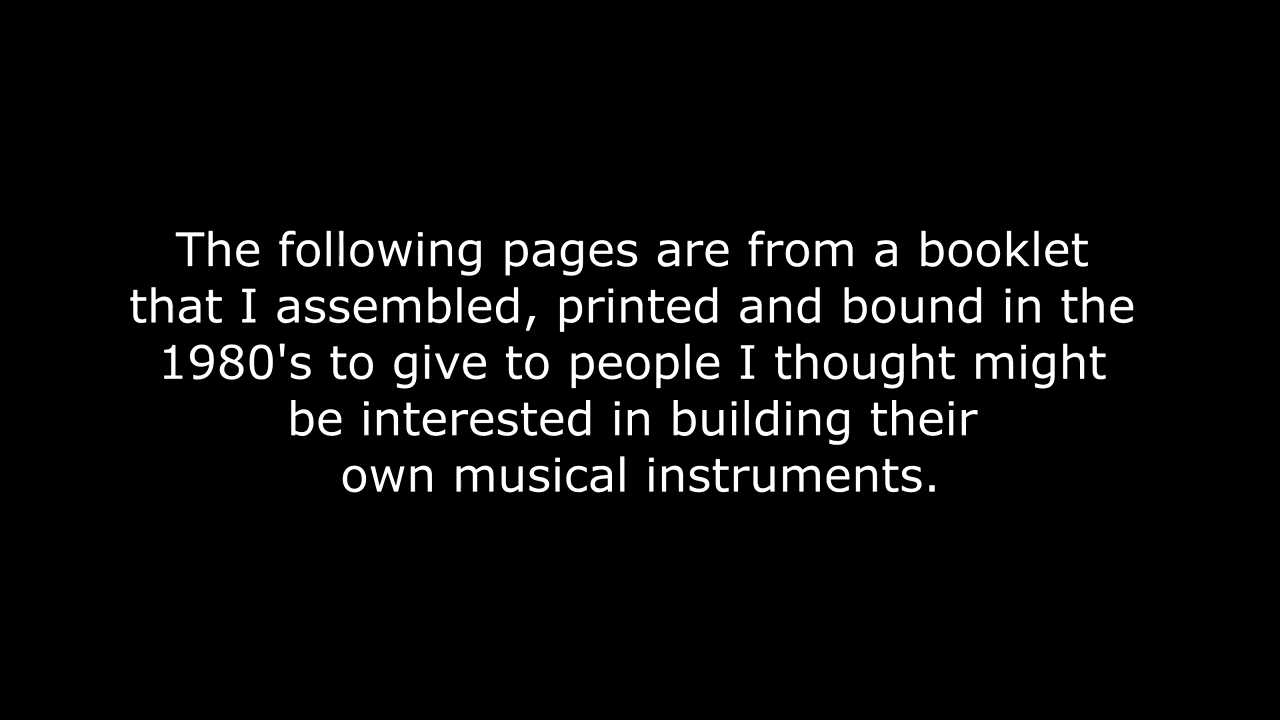 The following pages are from a booklet
that I assembled, printed and bound in the
1980's to give to people I thought might
be interested in building their
own musical instruments.